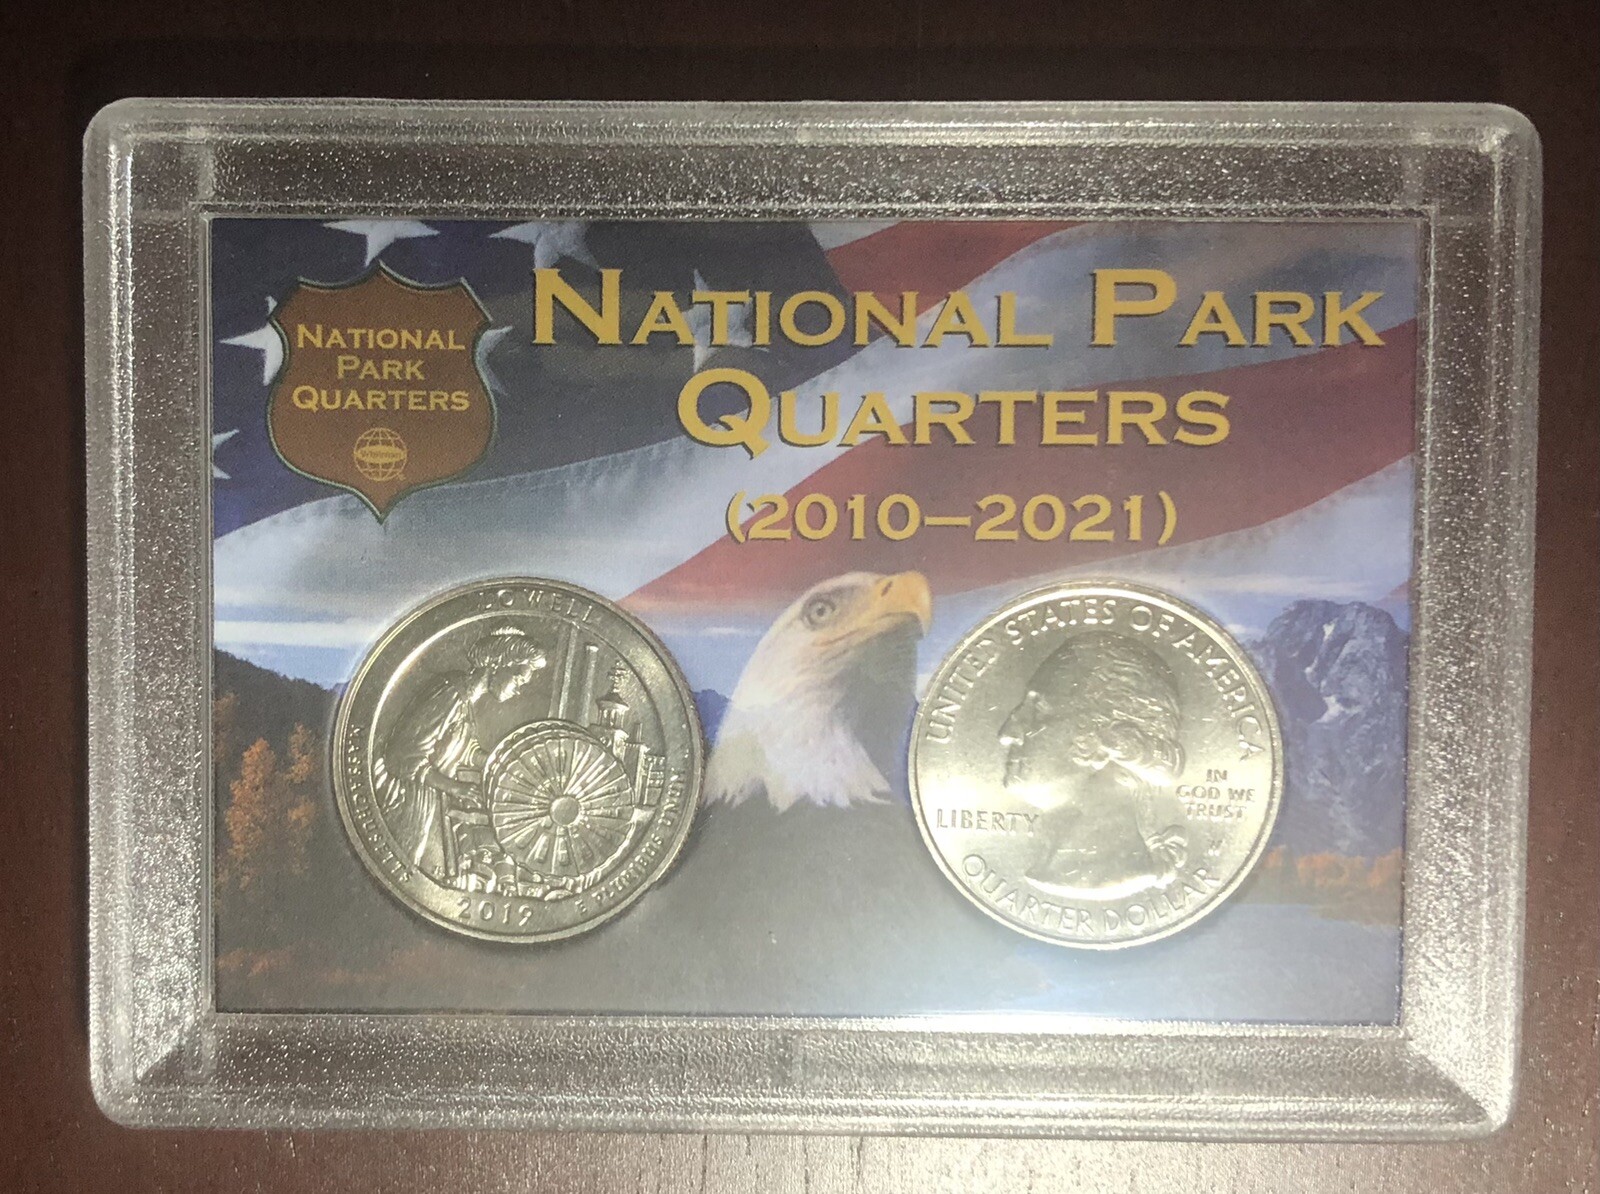 NATIONAL
PARK
QUARTERS
Whitman
NATIONAL PARK
QUARTERS
(2010–2021)
LOWELL
MASSACHUSETTS
2019
E PLURIBUS UNUM
UNITED STATES OF AMERICA
LIBERTY
IN
GOD WE
TRUST
W
QUARTER DOLLAR